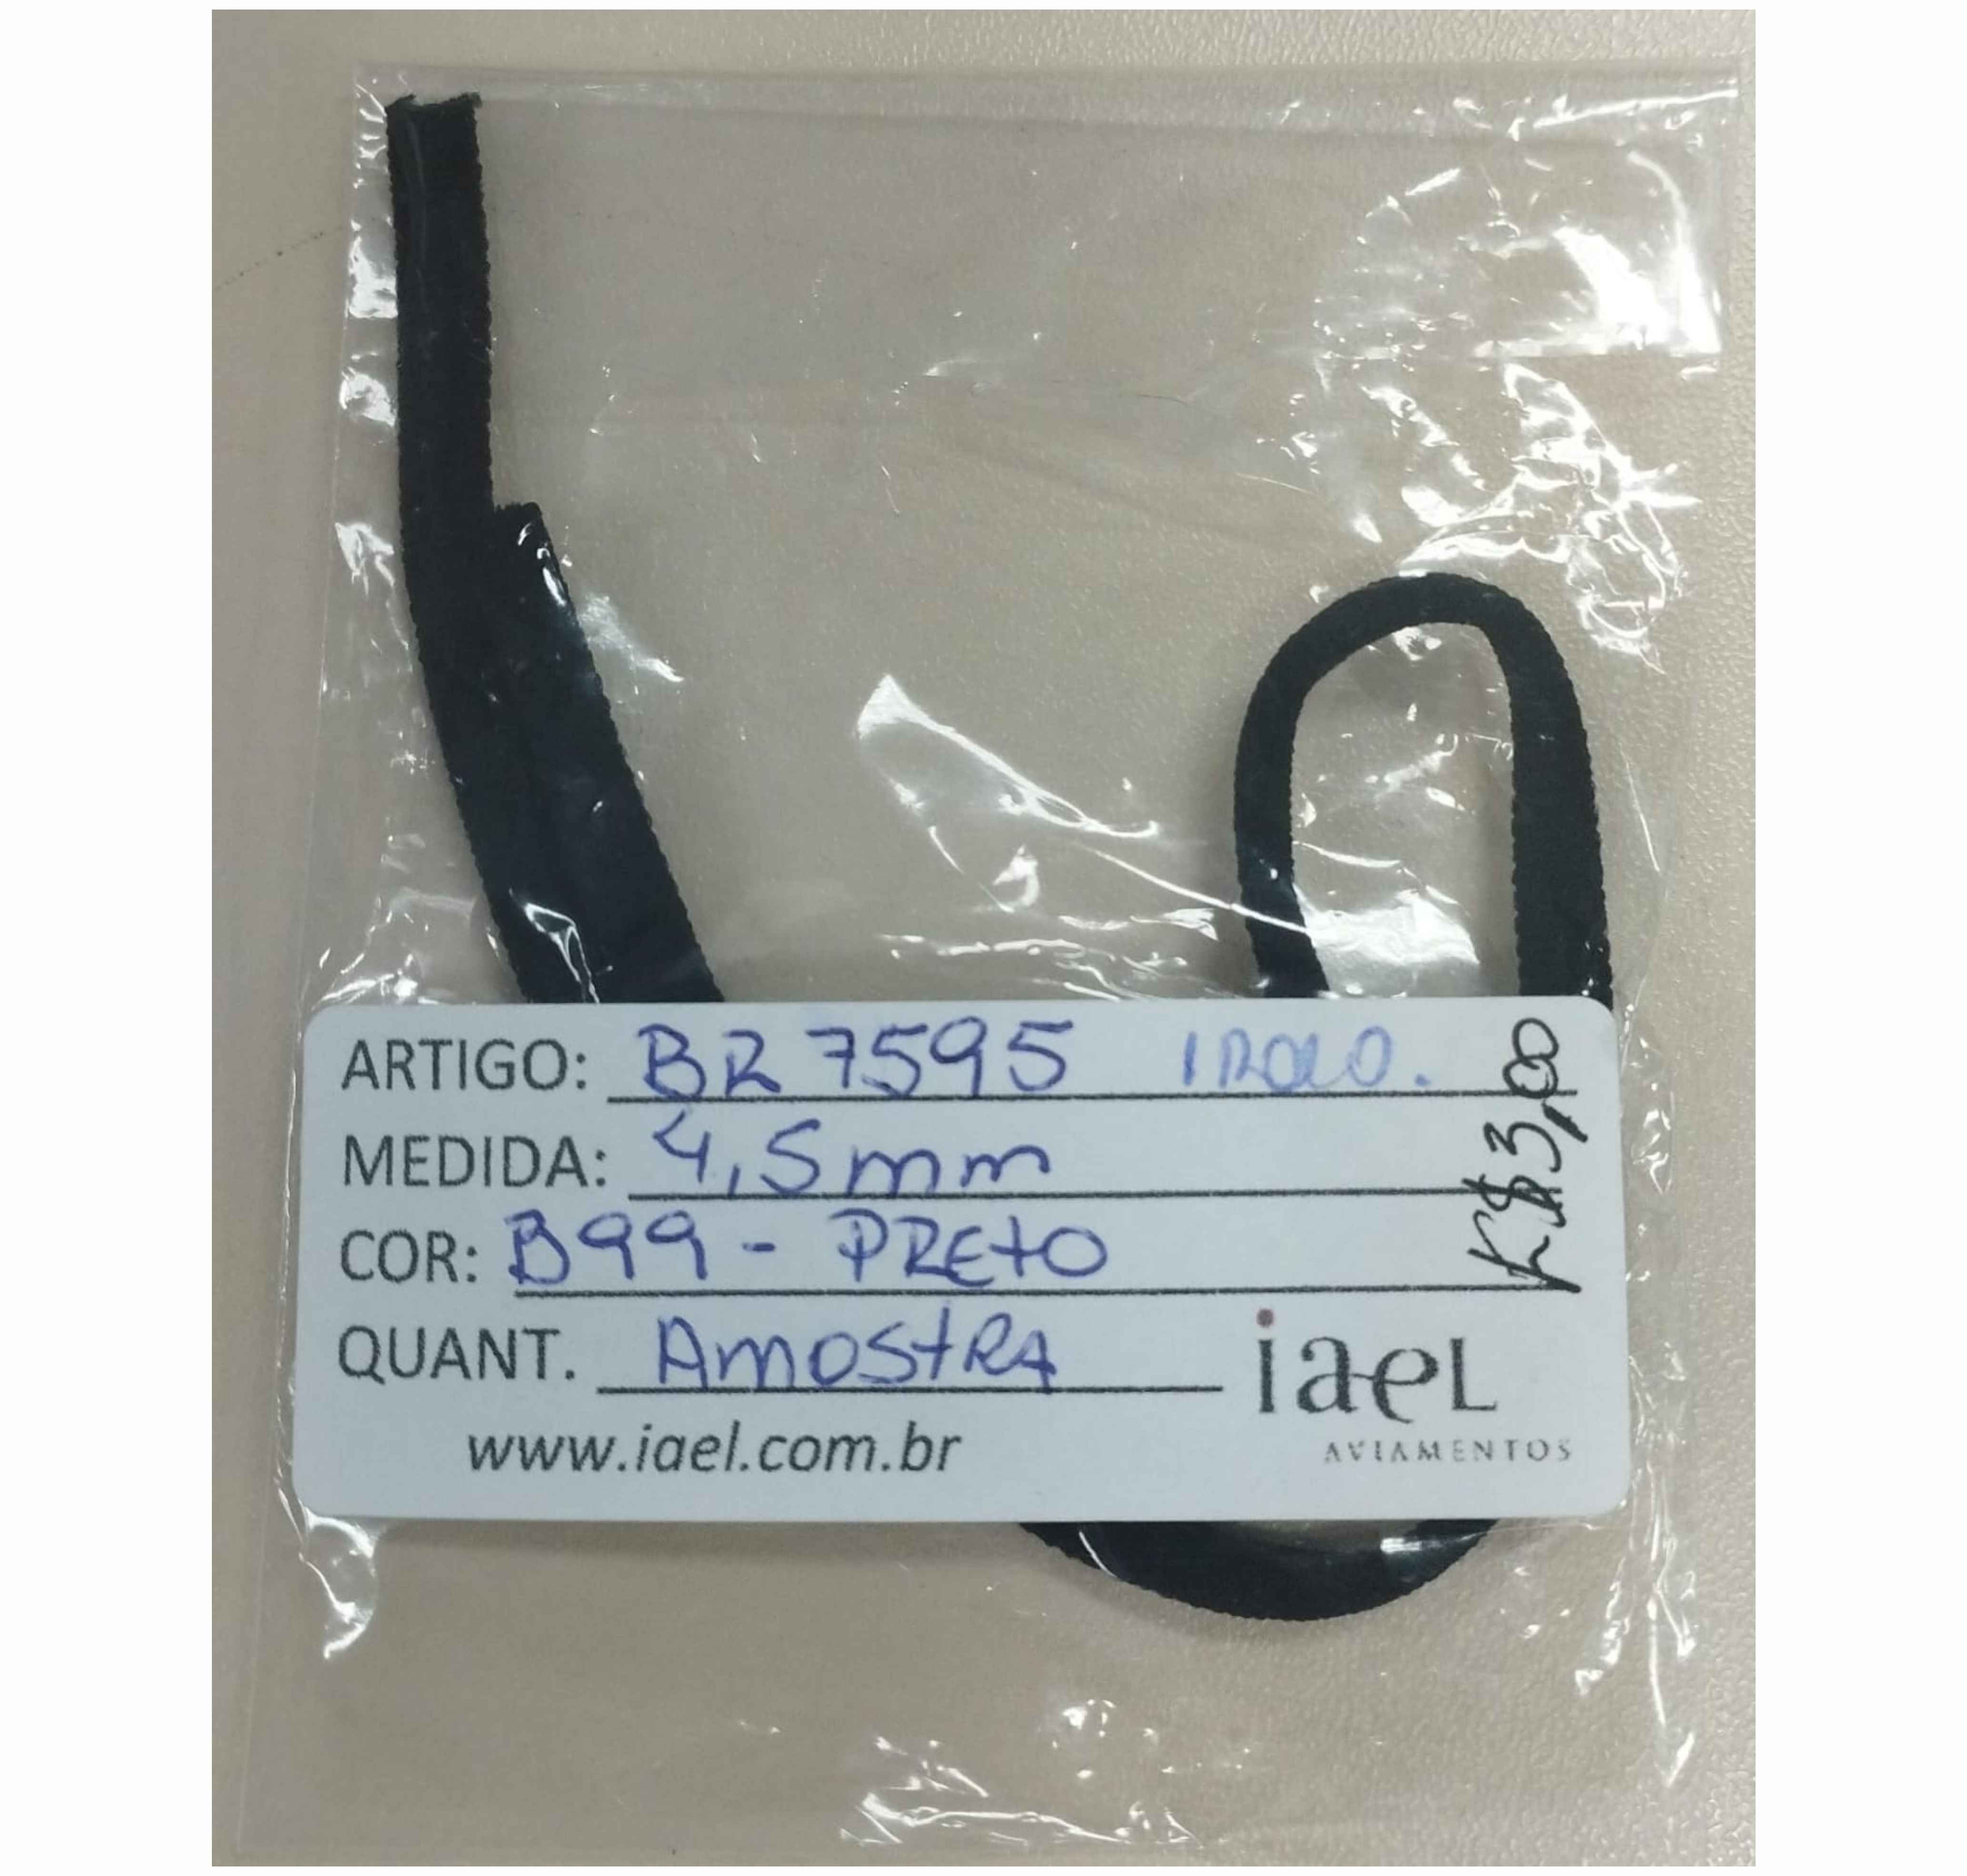 ARTIGO: BR 7595 1 ROLO.
MEDIDA: 4,5 mm
COR: B99 - PREtO
QUANT. AMOStRA
R$3,00
iaeL
AVIAMENTOS
www.iael.com.br